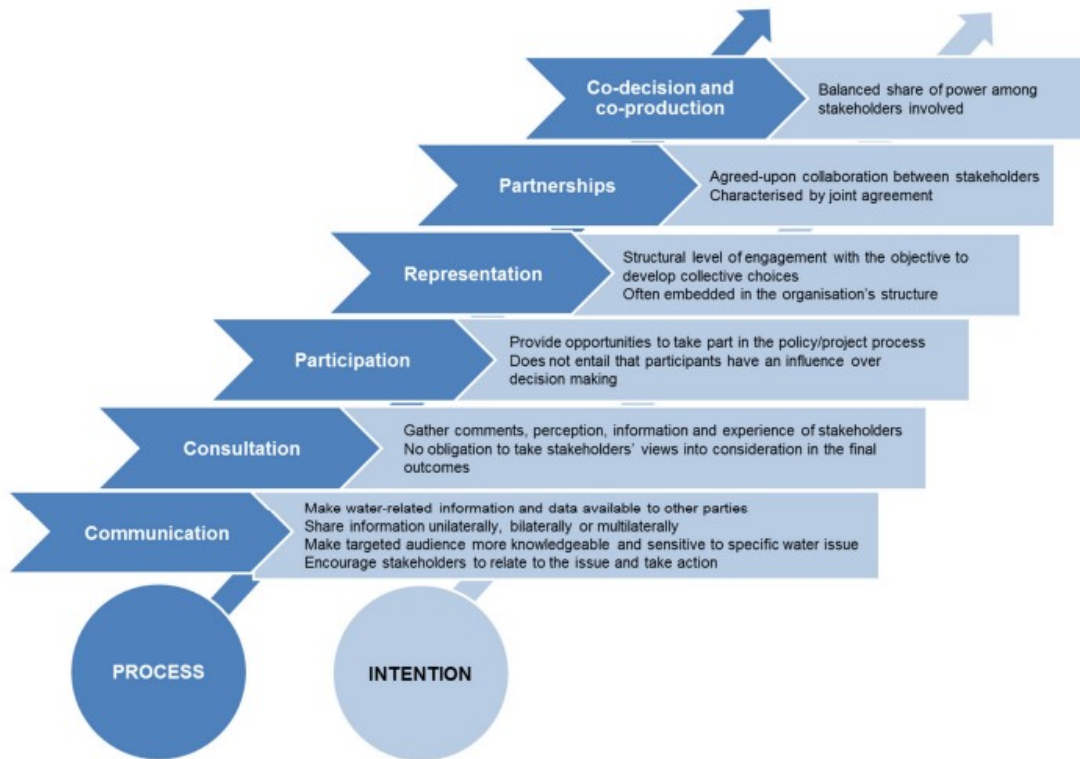 Co-decision and
co-production
Balanced share of power among
stakeholders involved
Partnerships
Agreed-upon collaboration between stakeholders
Characterised by joint agreement
Representation
Structural level of engagement with the objective to
develop collective choices
Often embedded in the organisation's structure
Participation
Provide opportunities to take part in the policy/project process
Does not entail that participants have an influence over
decision making
Consultation
Gather comments, perception, information and experience of stakeholders
No obligation to take stakeholders' views into consideration in the final
outcomes
Communication
Make water-related information and data available to other parties
Share information unilaterally, bilaterally or multilaterally
Make targeted audience more knowledgeable and sensitive to specific water issue
Encourage stakeholders to relate to the issue and take action
PROCESS
INTENTION